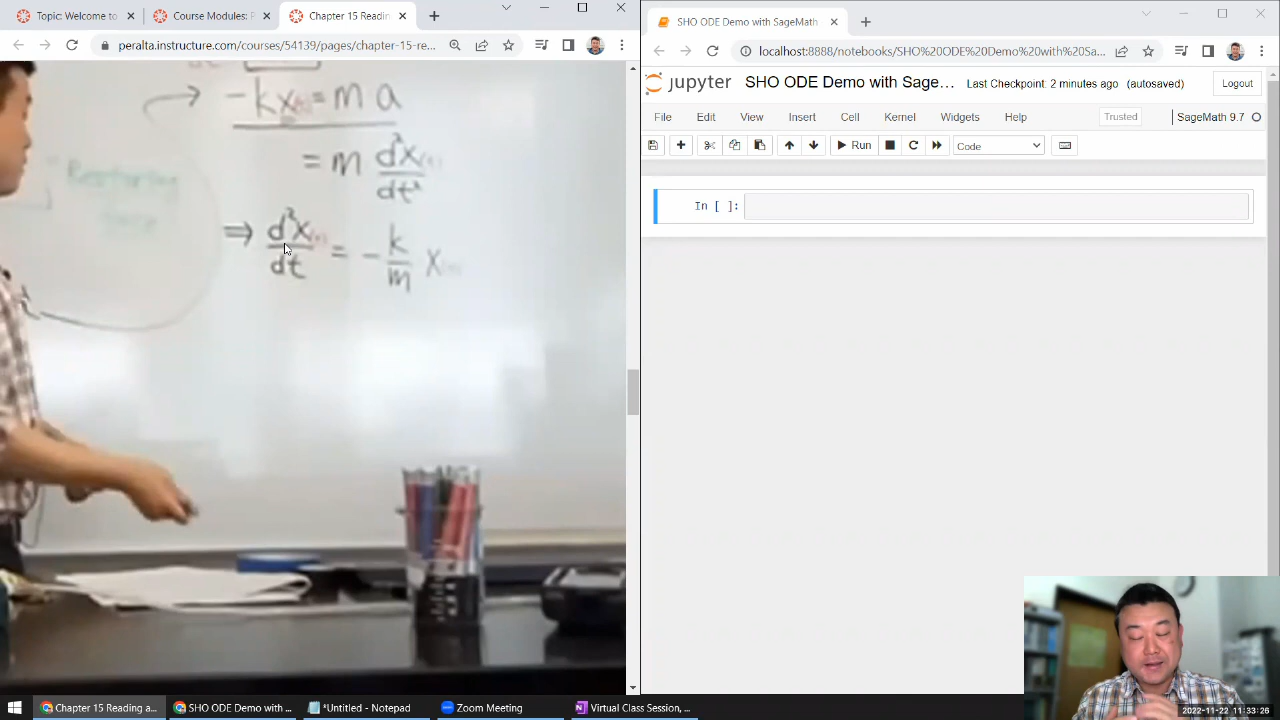 Topic: Welcome to
Course Modules: P
Chapter 15 Readin
peralta.instructure.com/courses/54139/pages/chapter-15-re...
-kx(t) = ma
= m d²x(t)/dt²
Restoring
force
⇒ d²x(t)/dt = - k/m x(t)
SHO ODE Demo with SageMath
localhost:8888/notebooks/SHO%20ODE%20Demo%20with%20Sa...
jupyter SHO ODE Demo with Sage... Last Checkpoint: 2 minutes ago (autosaved) Logout
File Edit View Insert Cell Kernel Widgets Help Trusted SageMath 9.7
Run Code
In [ ]:
2022-11-22 11:33:26
Chapter 15 Reading a... SHO ODE Demo with ... *Untitled - Notepad Zoom Meeting Virtual Class Session, ...